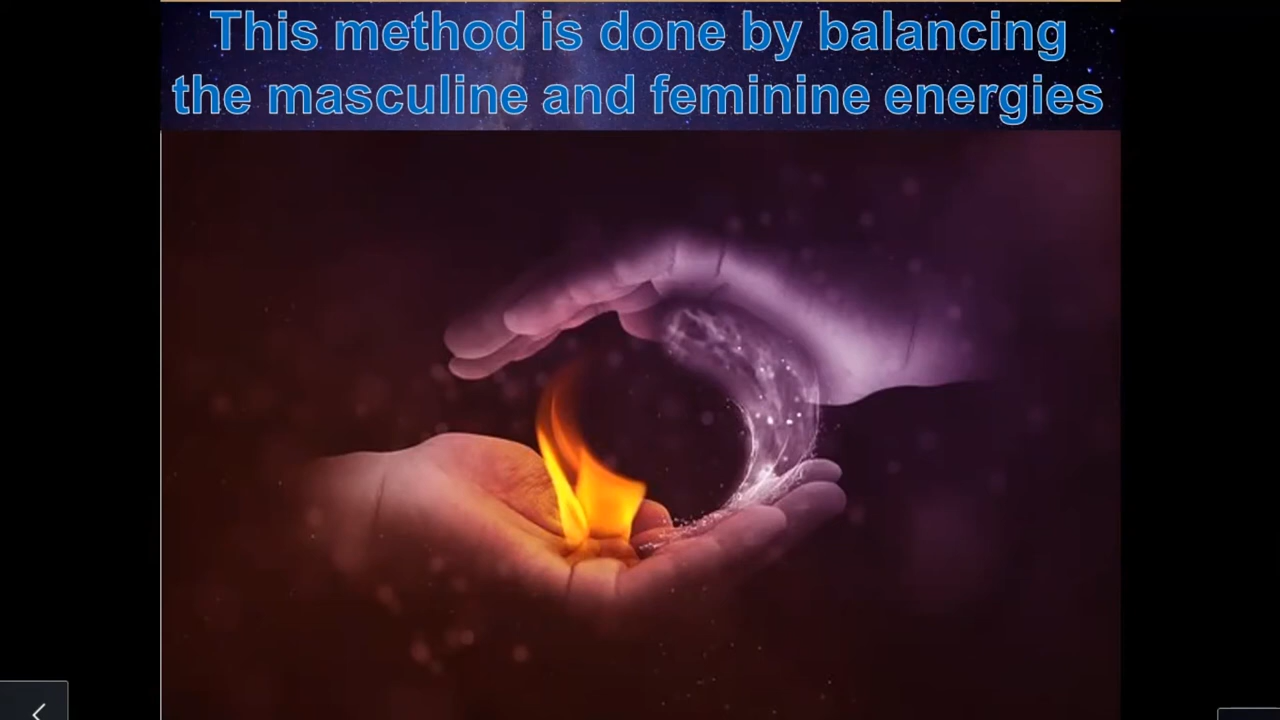 This method is done by balancing
the masculine and feminine energies